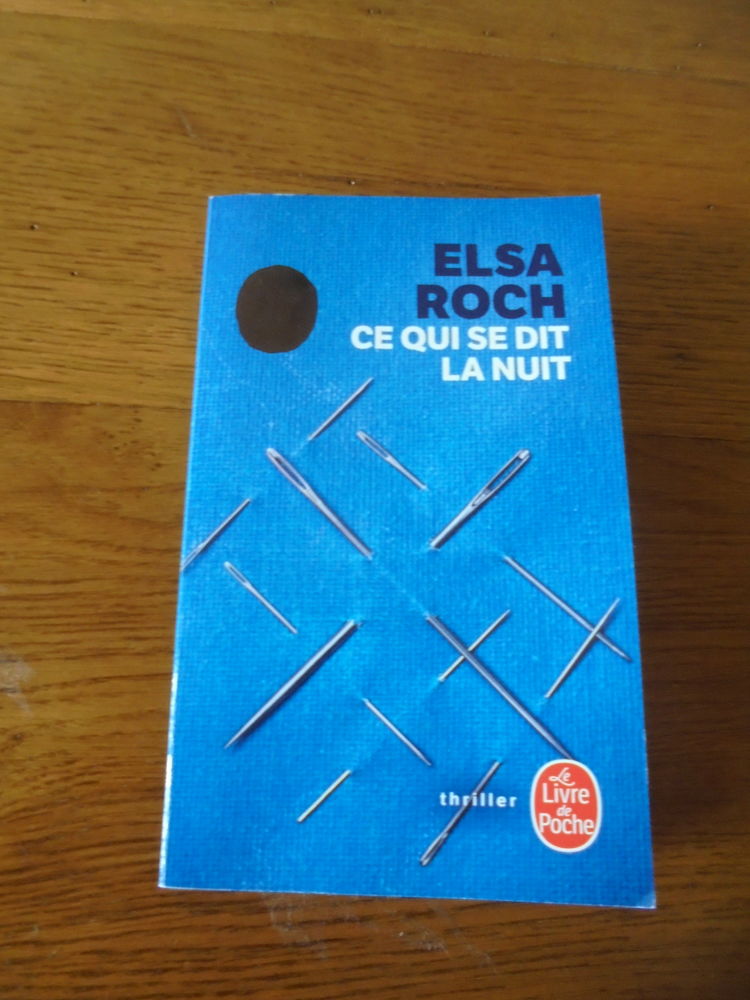 ELSA
ROCH
CE QUI SE DIT
LA NUIT
thriller
Le
Livre
de
Poche